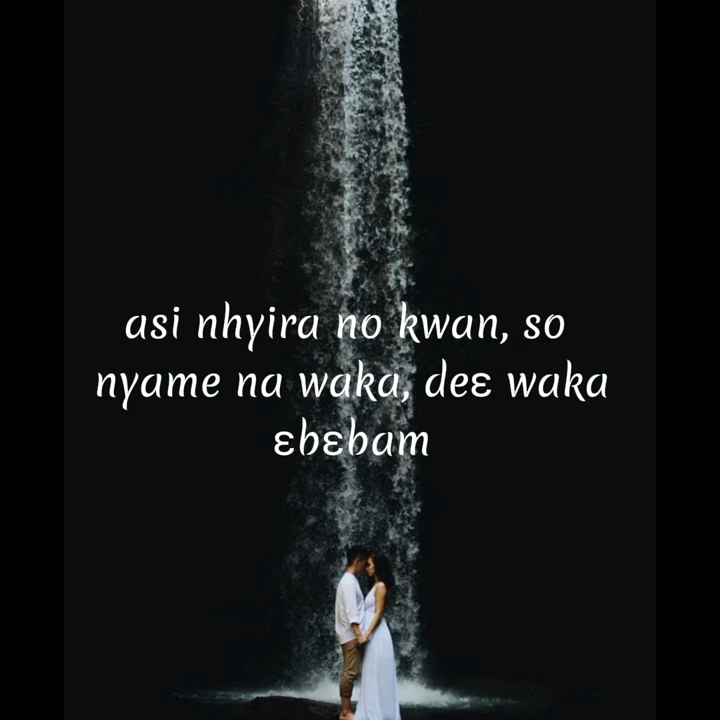 asi nhyira no kwan, so
nyame na waka, deɛ waka
ɛbɛbam